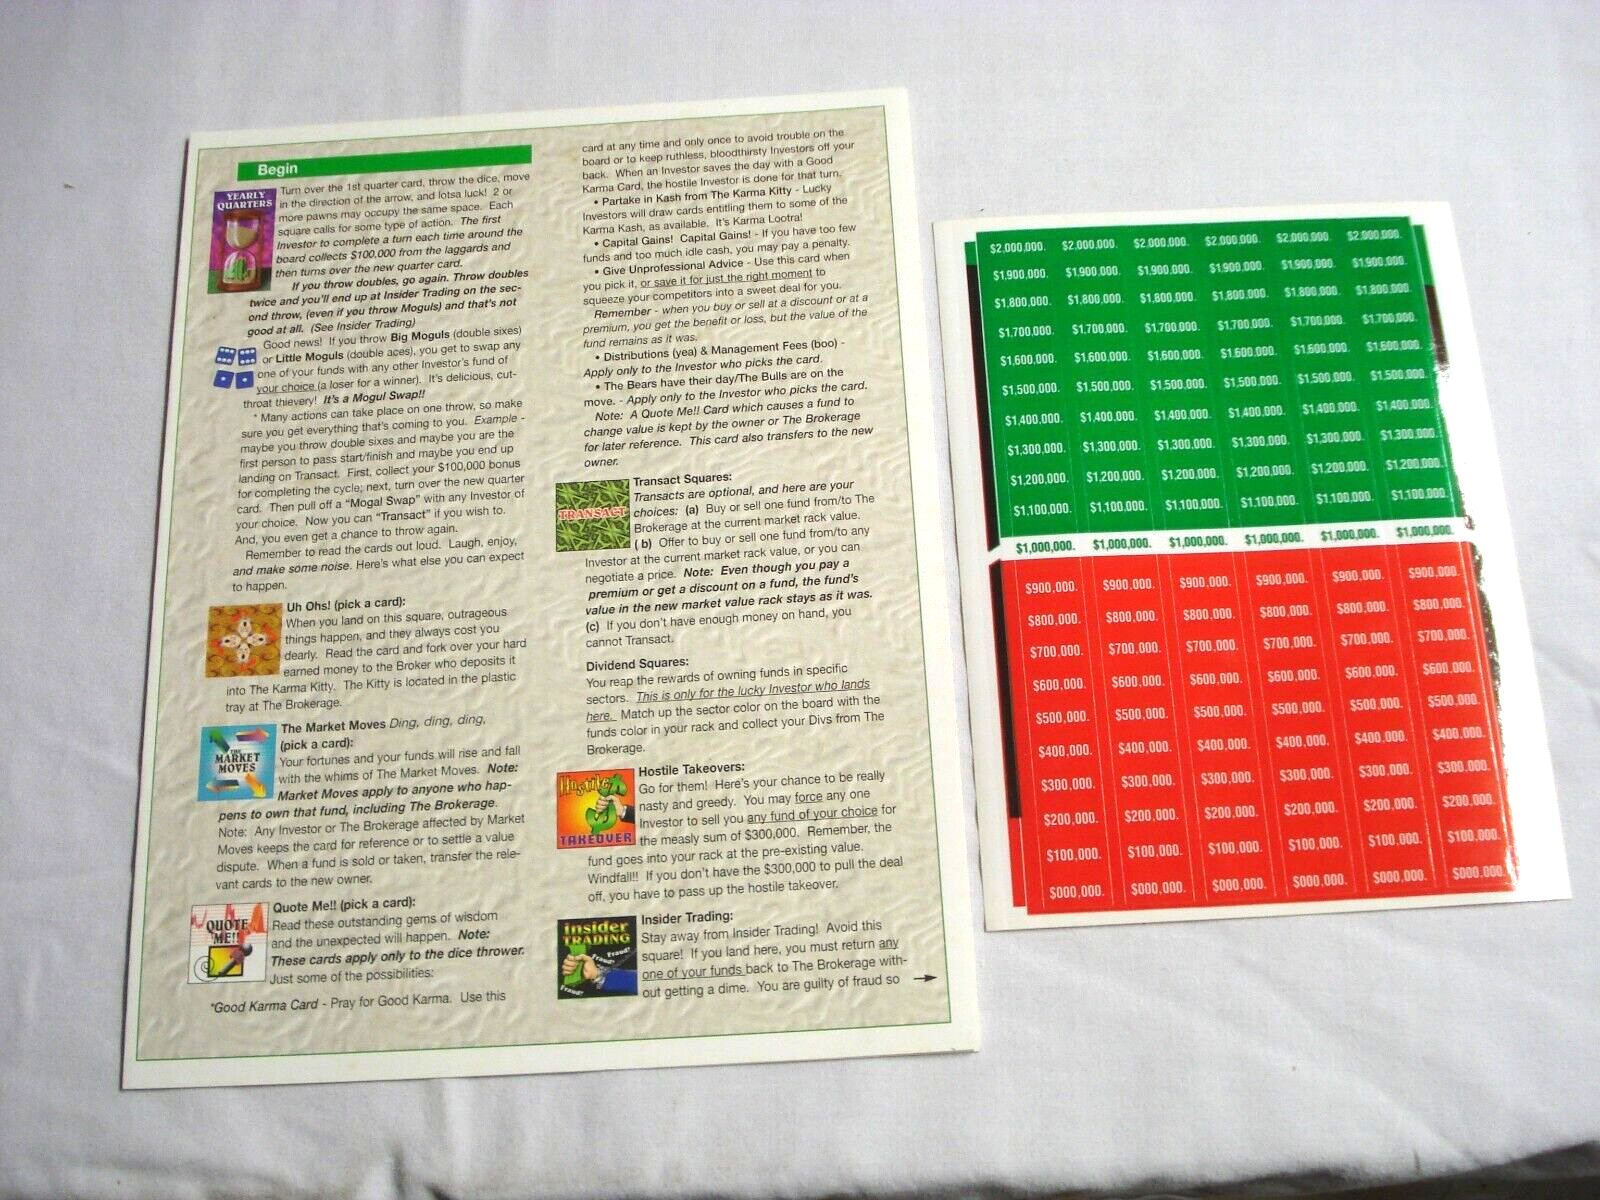 Begin
YEARLY
QUARTERS
Turn over the 1st quarter card, throw the dice, move
in the direction of the arrow, and lotsa luck!  2 or
more pawns may occupy the same space.  Each
square calls for some type of action.  The first
Investor to complete a turn each time around the
board collects $100,000 from the laggards and
then turns over the new quarter card.
If you throw doubles, go again. Throw doubles
twice and you'll end up at Insider Trading on the sec-
ond throw, (even if you throw Moguls) and that's not
good at all.  (See Insider Trading)
Good news!  If you throw Big Moguls (double sixes)
or Little Moguls (double aces), you get to swap any
one of your funds with any other Investor's fund of
your choice (a loser for a winner).  It's delicious, cut-
throat thievery!  It's a Mogul Swap!!
* Many actions can take place on one throw, so make
sure you get everything that's coming to you.  Example -
maybe you throw double sixes and maybe you are the
first person to pass start/finish and maybe you end up
landing on Transact.  First, collect your $100,000 bonus
for completing the cycle; next, turn over the new quarter
card.  Then pull off a "Mogal Swap" with any Investor of
your choice.  Now you can "Transact" if you wish to.
And, you even get a chance to throw again.
Remember to read the cards out loud.  Laugh, enjoy,
and make some noise. Here's what else you can expect
to happen.
Uh Ohs! (pick a card):
When you land on this square, outrageous
things happen, and they always cost you
dearly.  Read the card and fork over your hard
earned money to the Broker who deposits it
into The Karma Kitty.  The Kitty is located in the plastic
tray at The Brokerage.
THE
MARKET
MOVES
The Market Moves Ding, ding, ding,
(pick a card):
Your fortunes and your funds will rise and fall
with the whims of The Market Moves.  Note:
Market Moves apply to anyone who hap-
pens to own that fund, including The Brokerage.
Note:  Any Investor or The Brokerage affected by Market
Moves keeps the card for reference or to settle a value
dispute.  When a fund is sold or taken, transfer the rele-
vant cards to the new owner.
QUOTE
ME!!
Quote Me!! (pick a card):
Read these outstanding gems of wisdom
and the unexpected will happen.  Note:
These cards apply only to the dice thrower.
Just some of the possibilities:
*Good Karma Card - Pray for Good Karma.  Use this
card at any time and only once to avoid trouble on the
board or to keep ruthless, bloodthirsty Investors off your
back.  When an Investor saves the day with a Good
Karma Card, the hostile Investor is done for that turn.
• Partake in Kash from The Karma Kitty - Lucky
Investors will draw cards entitling them to some of the
Karma Kash, as available.  It's Karma Lootra!
• Capital Gains!  Capital Gains! - If you have too few
funds and too much idle cash, you may pay a penalty.
• Give Unprofessional Advice - Use this card when
you pick it, or save it for just the right moment to
squeeze your competitors into a sweet deal for you.
Remember - when you buy or sell at a discount or at a
premium, you get the benefit or loss, but the value of the
fund remains as it was.
• Distributions (yea) & Management Fees (boo) -
Apply only to the Investor who picks the card.
• The Bears have their day/The Bulls are on the
move. - Apply only to the Investor who picks the card.
Note:  A Quote Me!! Card which causes a fund to
change value is kept by the owner or The Brokerage
for later reference.  This card also transfers to the new
owner.
TRANSACT
Transact Squares:
Transacts are optional, and here are your
choices:  (a)  Buy or sell one fund from/to The
Brokerage at the current market rack value.
( b)  Offer to buy or sell one fund from/to any
Investor at the current market rack value, or you can
negotiate a price.  Note:  Even though you pay a
premium or get a discount on a fund, the fund's
value in the new market value rack stays as it was.
(c)  If you don't have enough money on hand, you
cannot Transact.
Dividend Squares:
You reap the rewards of owning funds in specific
sectors.  This is only for the lucky Investor who lands
here.  Match up the sector color on the board with the
funds color in your rack and collect your Divs from The
Brokerage.
Hostile
TAKEOVER
Hostile Takeovers:
Go for them!  Here's your chance to be really
nasty and greedy.  You may force any one
Investor to sell you any fund of your choice for
the measly sum of $300,000.  Remember, the
fund goes into your rack at the pre-existing value.
Windfall!!  If you don't have the $300,000 to pull the deal
off, you have to pass up the hostile takeover.
Insider
TRADING
Fraud!
Fraud!
Fraud!
Insider Trading:
Stay away from Insider Trading!  Avoid this
square!  If you land here, you must return any
one of your funds back to The Brokerage with-
out getting a dime.  You are guilty of fraud so
$2,000,000. $2,000,000. $2,000,000. $2,000,000. $2,000,000. $2,000,000.
$1,900,000. $1,900,000. $1,900,000. $1,900,000. $1,900,000. $1,900,000.
$1,800,000. $1,800,000. $1,800,000. $1,800,000. $1,800,000. $1,800,000.
$1,700,000. $1,700,000. $1,700,000. $1,700,000. $1,700,000. $1,700,000.
$1,600,000. $1,600,000. $1,600,000. $1,600,000. $1,600,000. $1,600,000.
$1,500,000. $1,500,000. $1,500,000. $1,500,000. $1,500,000. $1,500,000.
$1,400,000. $1,400,000. $1,400,000. $1,400,000. $1,400,000. $1,400,000.
$1,300,000. $1,300,000. $1,300,000. $1,300,000. $1,300,000. $1,300,000.
$1,200,000. $1,200,000. $1,200,000. $1,200,000. $1,200,000. $1,200,000.
$1,100,000. $1,100,000. $1,100,000. $1,100,000. $1,100,000. $1,100,000.
$1,000,000. $1,000,000. $1,000,000. $1,000,000. $1,000,000. $1,000,000.
$900,000. $900,000. $900,000. $900,000. $900,000. $900,000.
$800,000. $800,000. $800,000. $800,000. $800,000. $800,000.
$700,000. $700,000. $700,000. $700,000. $700,000. $700,000.
$600,000. $600,000. $600,000. $600,000. $600,000. $600,000.
$500,000. $500,000. $500,000. $500,000. $500,000. $500,000.
$400,000. $400,000. $400,000. $400,000. $400,000. $400,000.
$300,000. $300,000. $300,000. $300,000. $300,000. $300,000.
$200,000. $200,000. $200,000. $200,000. $200,000. $200,000.
$100,000. $100,000. $100,000. $100,000. $100,000. $100,000.
$000,000. $000,000. $000,000. $000,000. $000,000. $000,000.